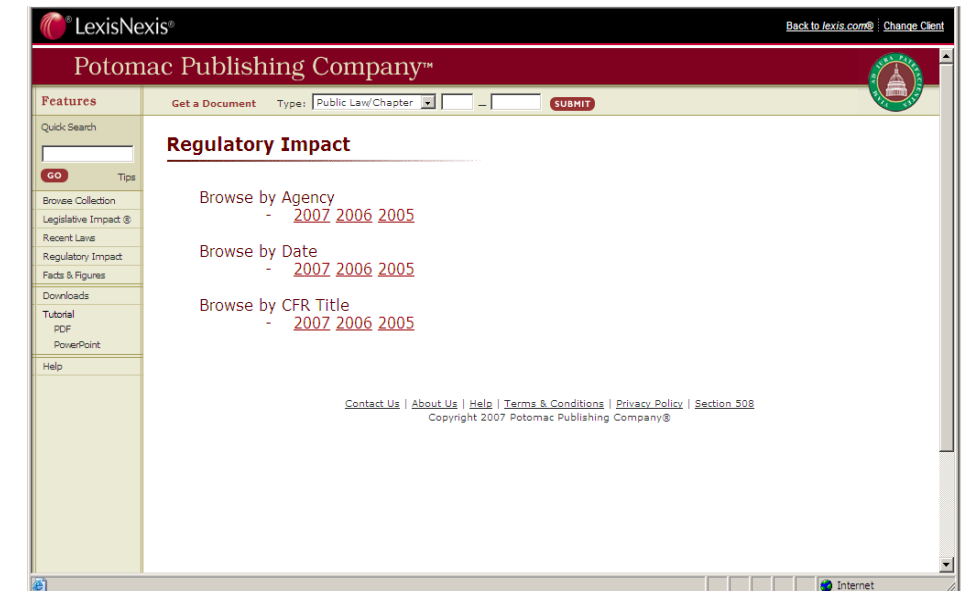 LexisNexis®
Back to lexis.com® Change Client
Potomac Publishing Company™
Features
Get a Document Type: Public Law/Chapter – SUBMIT
Quick Search
GO Tips
Browse Collection
Legislative Impact ®
Recent Laws
Regulatory Impact
Facts & Figures
Downloads
Tutorial
PDF
PowerPoint
Help
Regulatory Impact
Browse by Agency
- 2007 2006 2005
Browse by Date
- 2007 2006 2005
Browse by CFR Title
- 2007 2006 2005
Contact Us | About Us | Help | Terms & Conditions | Privacy Policy | Section 508
Copyright 2007 Potomac Publishing Company®
Internet